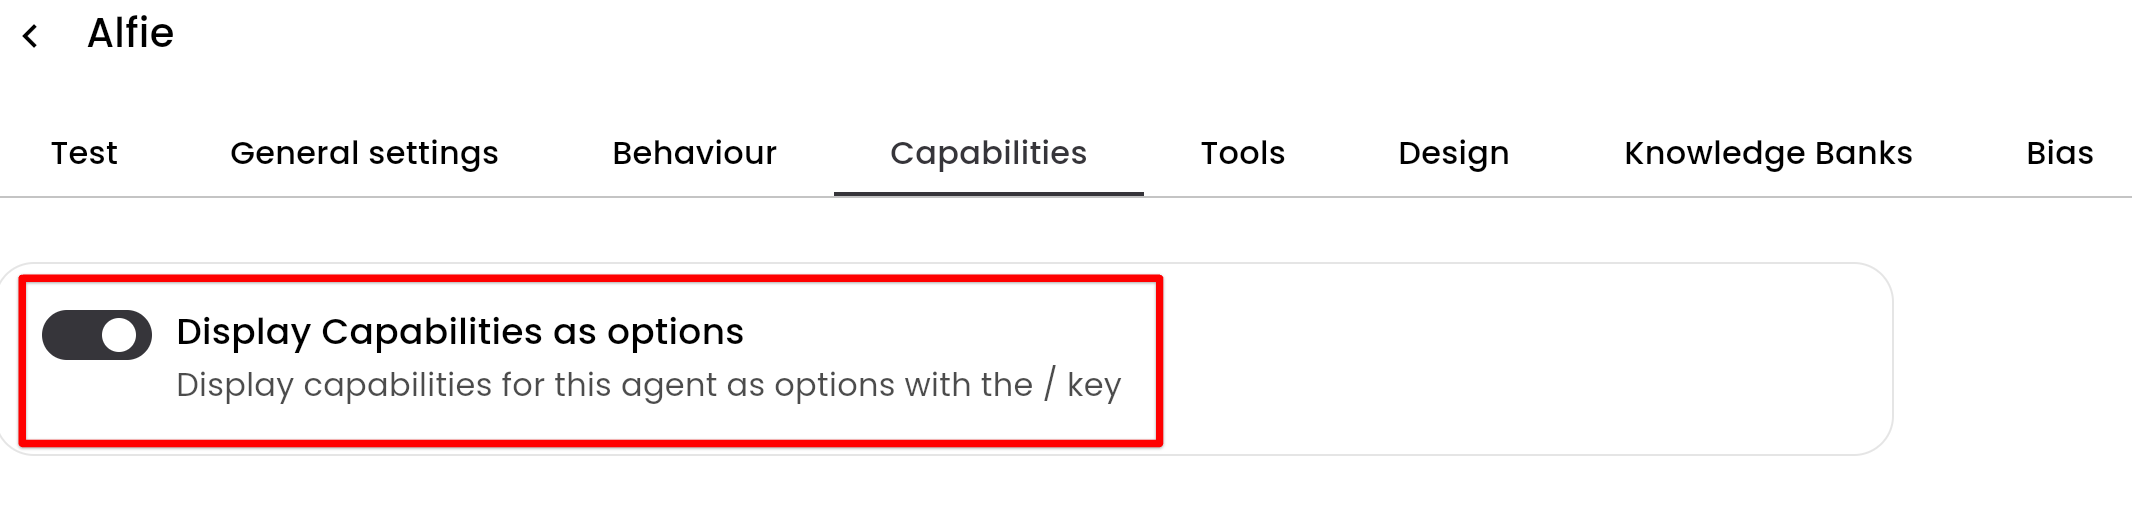 Alfie
Test General settings Behaviour Capabilities Tools Design Knowledge Banks Bias
Display Capabilities as options
Display capabilities for this agent as options with the / key